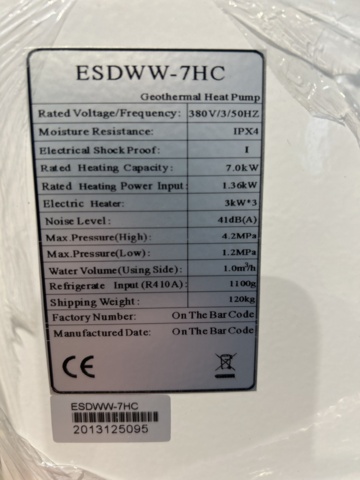 ESDWW-7HC
Geothermal Heat Pump
Rated Voltage/Frequency: 380V/3/50HZ
Moisture Resistance: IPX4
Electrical Shock Proof: I
Rated Heating Capacity: 7.0kW
Rated Heating Power Input: 1.36kW
Electric Heater: 3kW*3
Noise Level: 41dB(A)
Max.Pressure(High): 4.2MPa
Max.Pressure(Low): 1.2MPa
Water Volume(Using Side): 1.0m³/h
Refrigerate Input (R410A): 1100g
Shipping Weight: 120kg
Factory Number: On The Bar Code
Manufactured Date: On The Bar Code
CE
ESDWW-7HC
2013125095